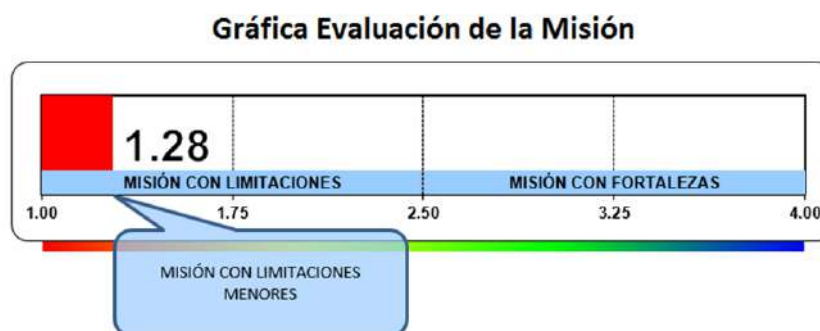 Gráfica Evaluación de la Misión
1.28
MISIÓN CON LIMITACIONES MISIÓN CON FORTALEZAS
1.00 1.75 2.50 3.25 4.00
MISIÓN CON LIMITACIONES
MENORES